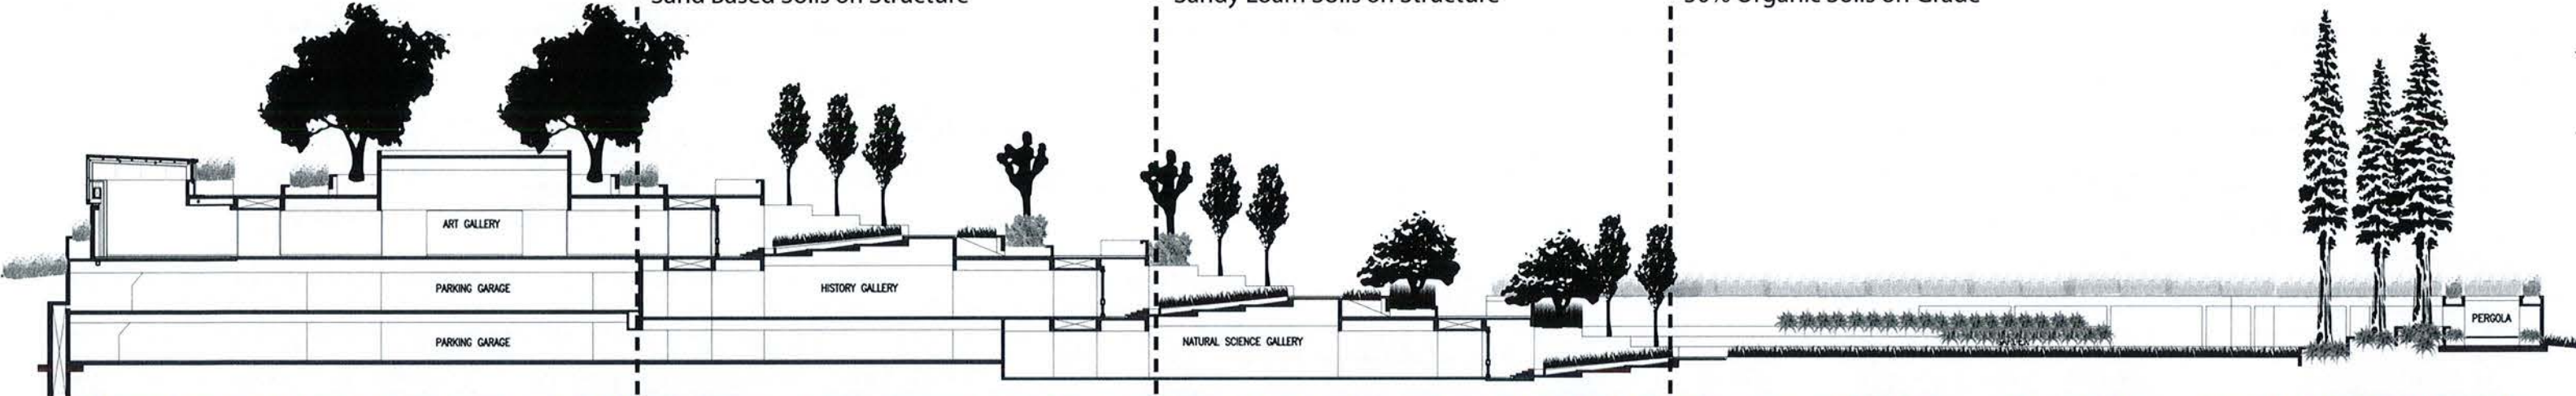 Sand Based Soils on Structure
Sandy Loam Soils on Structure
50% Organic Soils on Grade
ART GALLERY
PARKING GARAGE
HISTORY GALLERY
PARKING GARAGE
NATURAL SCIENCE GALLERY
PERGOLA